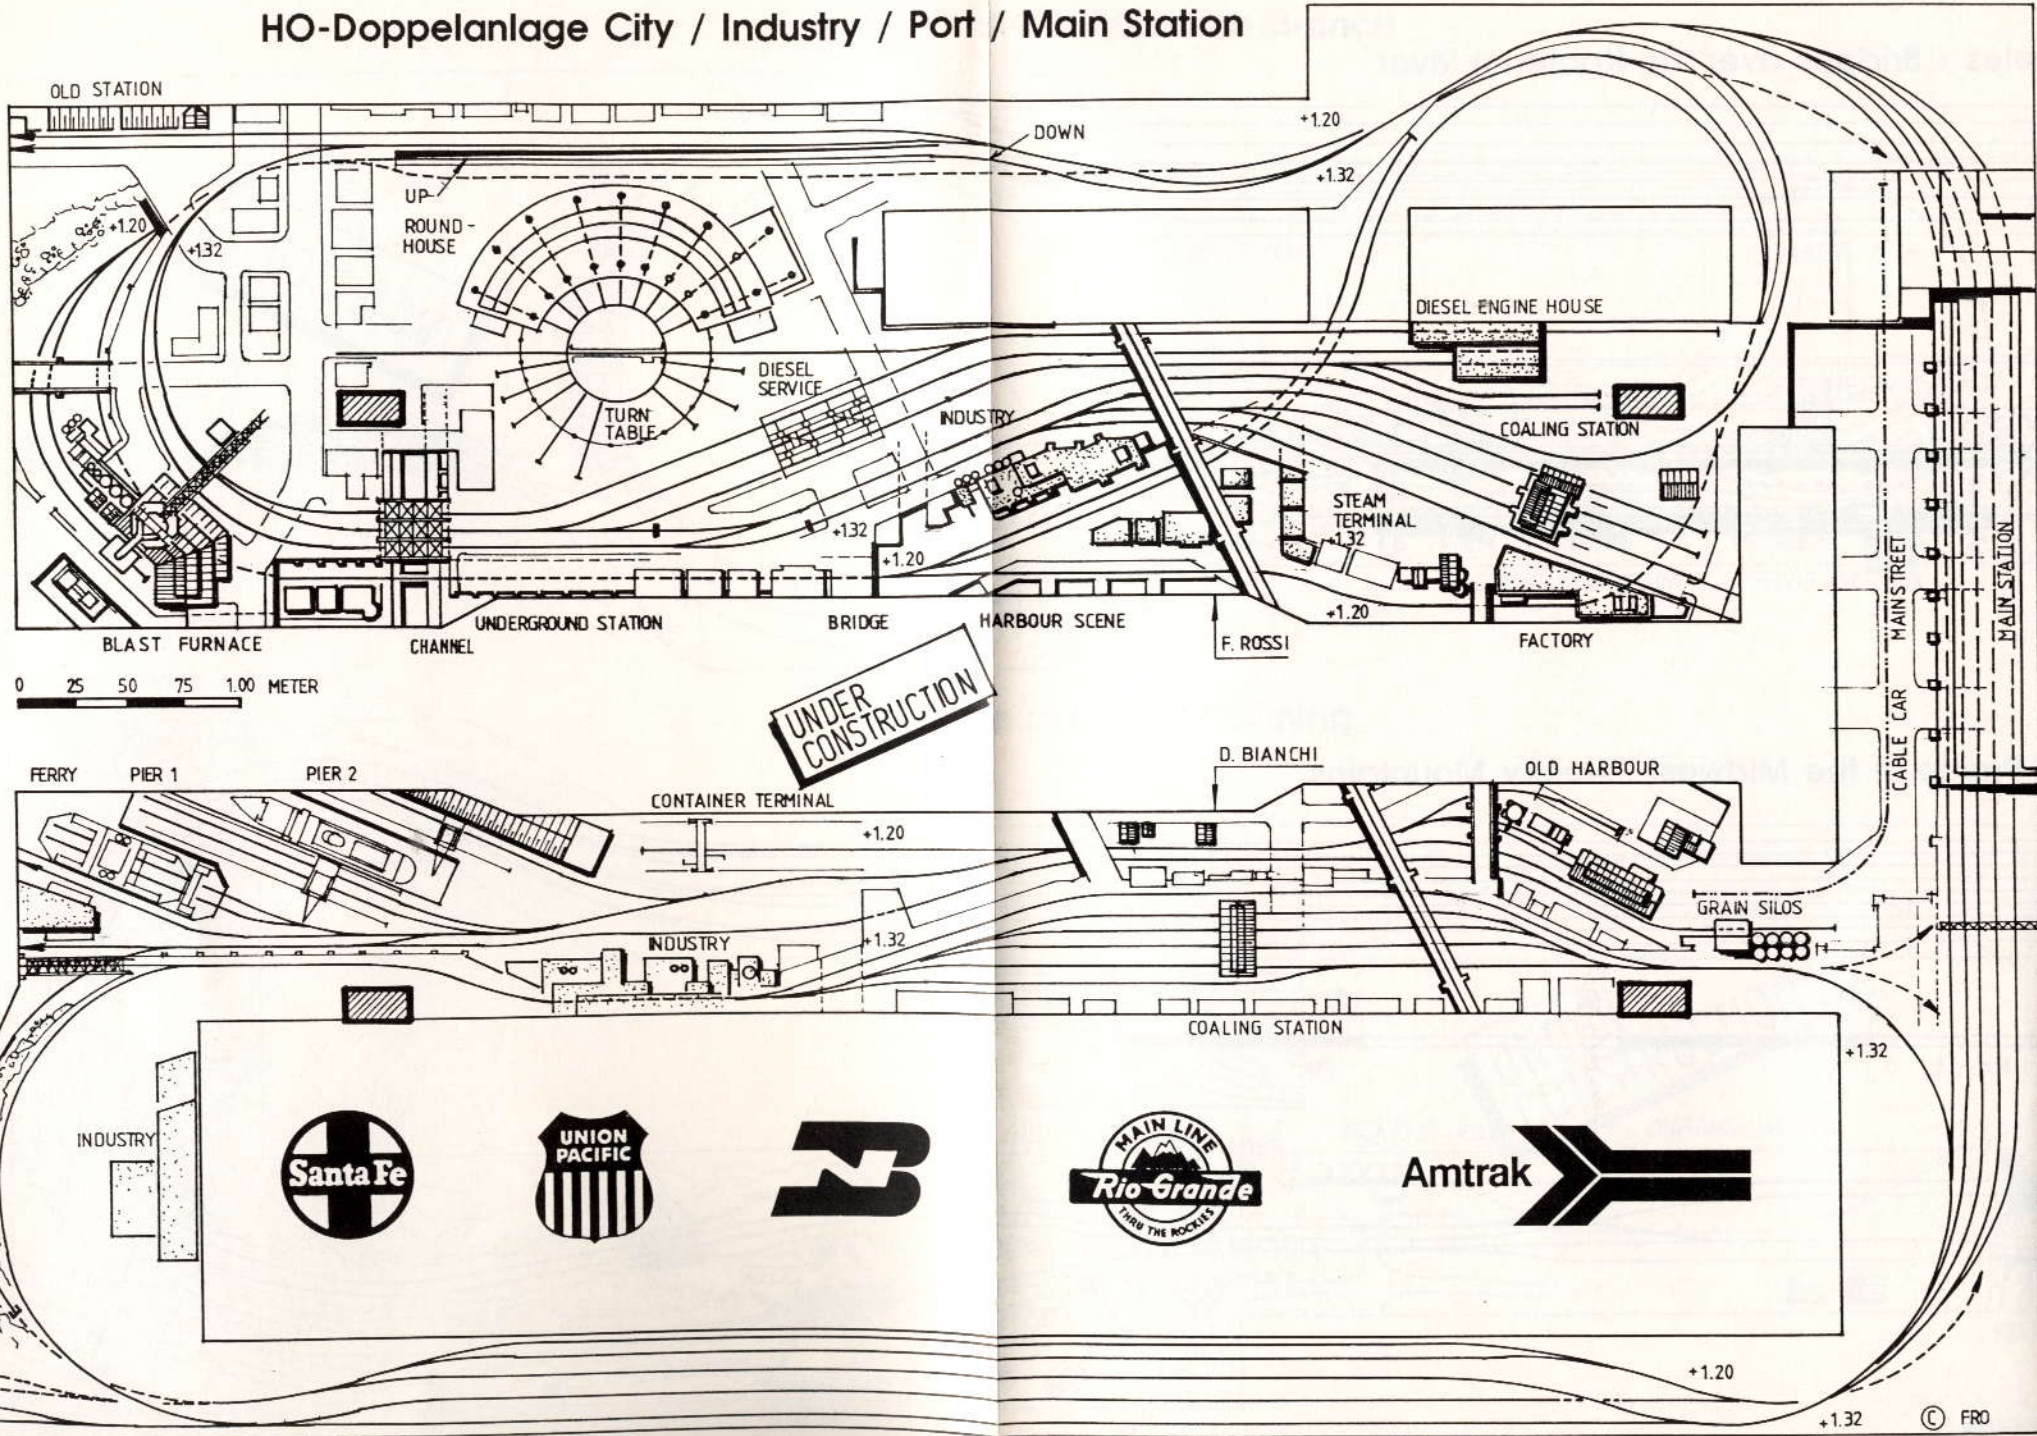 HO-Doppelanlage City / Industry / Port / Main Station
OLD STATION
DOWN
+1.20
+1.32
UP
ROUND-
HOUSE
+1.20
+1.32
DIESEL ENGINE HOUSE
DIESEL
SERVICE
TURN
TABLE
INDUSTRY
COALING STATION
STEAM
TERMINAL
+1.32
+1.32
+1.20
+1.20
BLAST FURNACE
CHANNEL
UNDERGROUND STATION
BRIDGE
HARBOUR SCENE
F. ROSSI
FACTORY
CABLE CAR
MAINSTREET
MAIN STATION
0 25 50 75 1.00 METER
UNDER
CONSTRUCTION
FERRY
PIER 1
PIER 2
CONTAINER TERMINAL
+1.20
D. BIANCHI
OLD HARBOUR
GRAIN SILOS
INDUSTRY
+1.32
COALING STATION
+1.32
INDUSTRY
Santa Fe
UNION
PACIFIC
BN
MAIN LINE
Rio Grande
THRU THE ROCKIES
Amtrak
+1.20
+1.32
© FRO